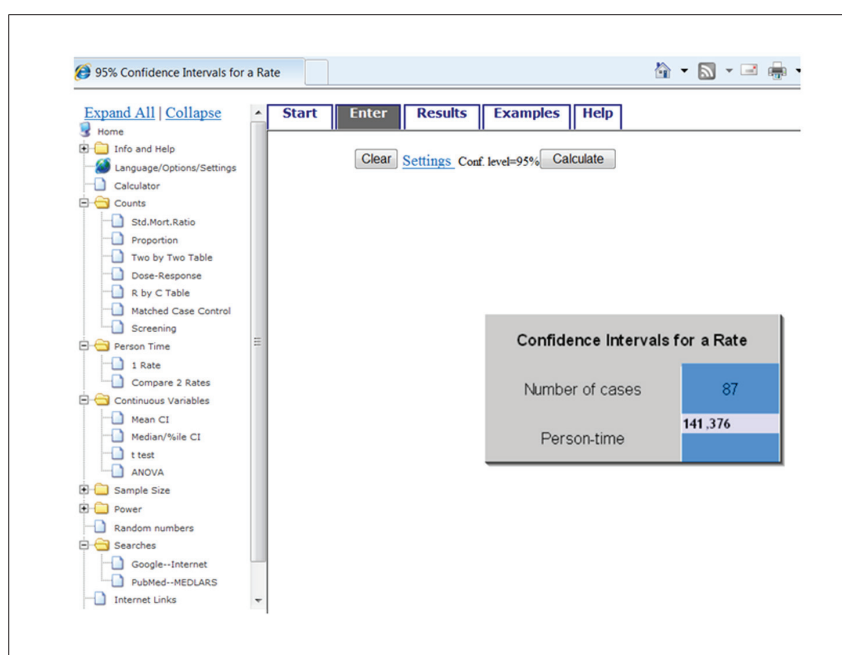 95% Confidence Intervals for a Rate
Expand All | Collapse
Home
Info and Help
Language/Options/Settings
Calculator
Counts
Std.Mort.Ratio
Proportion
Two by Two Table
Dose-Response
R by C Table
Matched Case Control
Screening
Person Time
1 Rate
Compare 2 Rates
Continuous Variables
Mean CI
Median/%ile CI
t test
ANOVA
Sample Size
Power
Random numbers
Searches
Google--Internet
PubMed--MEDLARS
Internet Links
Start Enter Results Examples Help
Clear Settings Conf. level=95% Calculate
Confidence Intervals for a Rate
Number of cases 87
141,376
Person-time